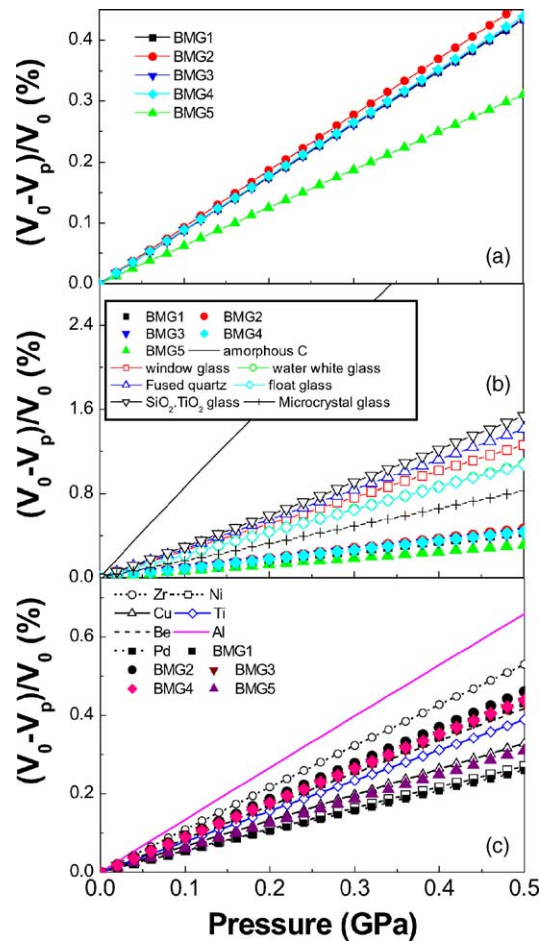 0.4
0.3
0.2
0.1
0.0
(V0-Vp)/V0 (%)
BMG1
BMG2
BMG3
BMG4
BMG5
(a)
2.4
1.6
0.8
0.0
(V0-Vp)/V0 (%)
BMG1 BMG2
BMG3 BMG4
BMG5 amorphous C
window glass water white glass
Fused quartz float glass
SiO2.TiO2 glass Microcrystal glass
(b)
0.6
0.4
0.2
0.0
(V0-Vp)/V0 (%)
Zr Ni
Cu Ti
Be Al
Pd BMG1
BMG2 BMG3
BMG4 BMG5
(c)
0.0 0.1 0.2 0.3 0.4 0.5
Pressure (GPa)